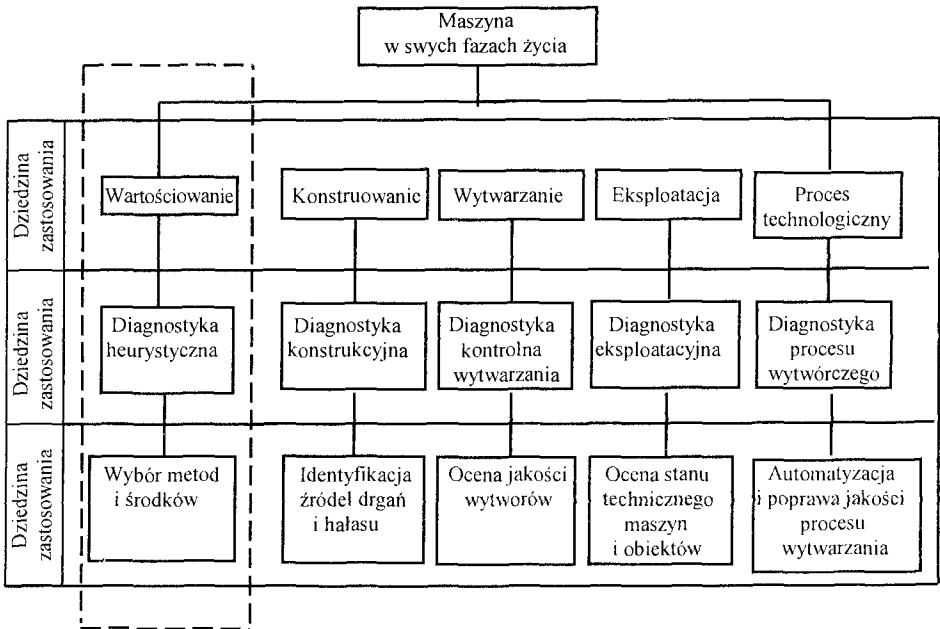 Maszyna
w swych fazach życia
Dziedzina
zastosowania
Wartościowanie
Konstruowanie
Wytwarzanie
Eksploatacja
Proces
technologiczny
Dziedzina
zastosowania
Diagnostyka
heurystyczna
Diagnostyka
konstrukcyjna
Diagnostyka
kontrolna
wytwarzania
Diagnostyka
eksploatacyjna
Diagnostyka
procesu
wytwórczego
Dziedzina
zastosowania
Wybór metod
i środków
Identyfikacja
źródeł drgań
i hałasu
Ocena jakości
wytworów
Ocena stanu
technicznego
maszyn
i obiektów
Automatyzacja
i poprawa jakości
procesu
wytwarzania